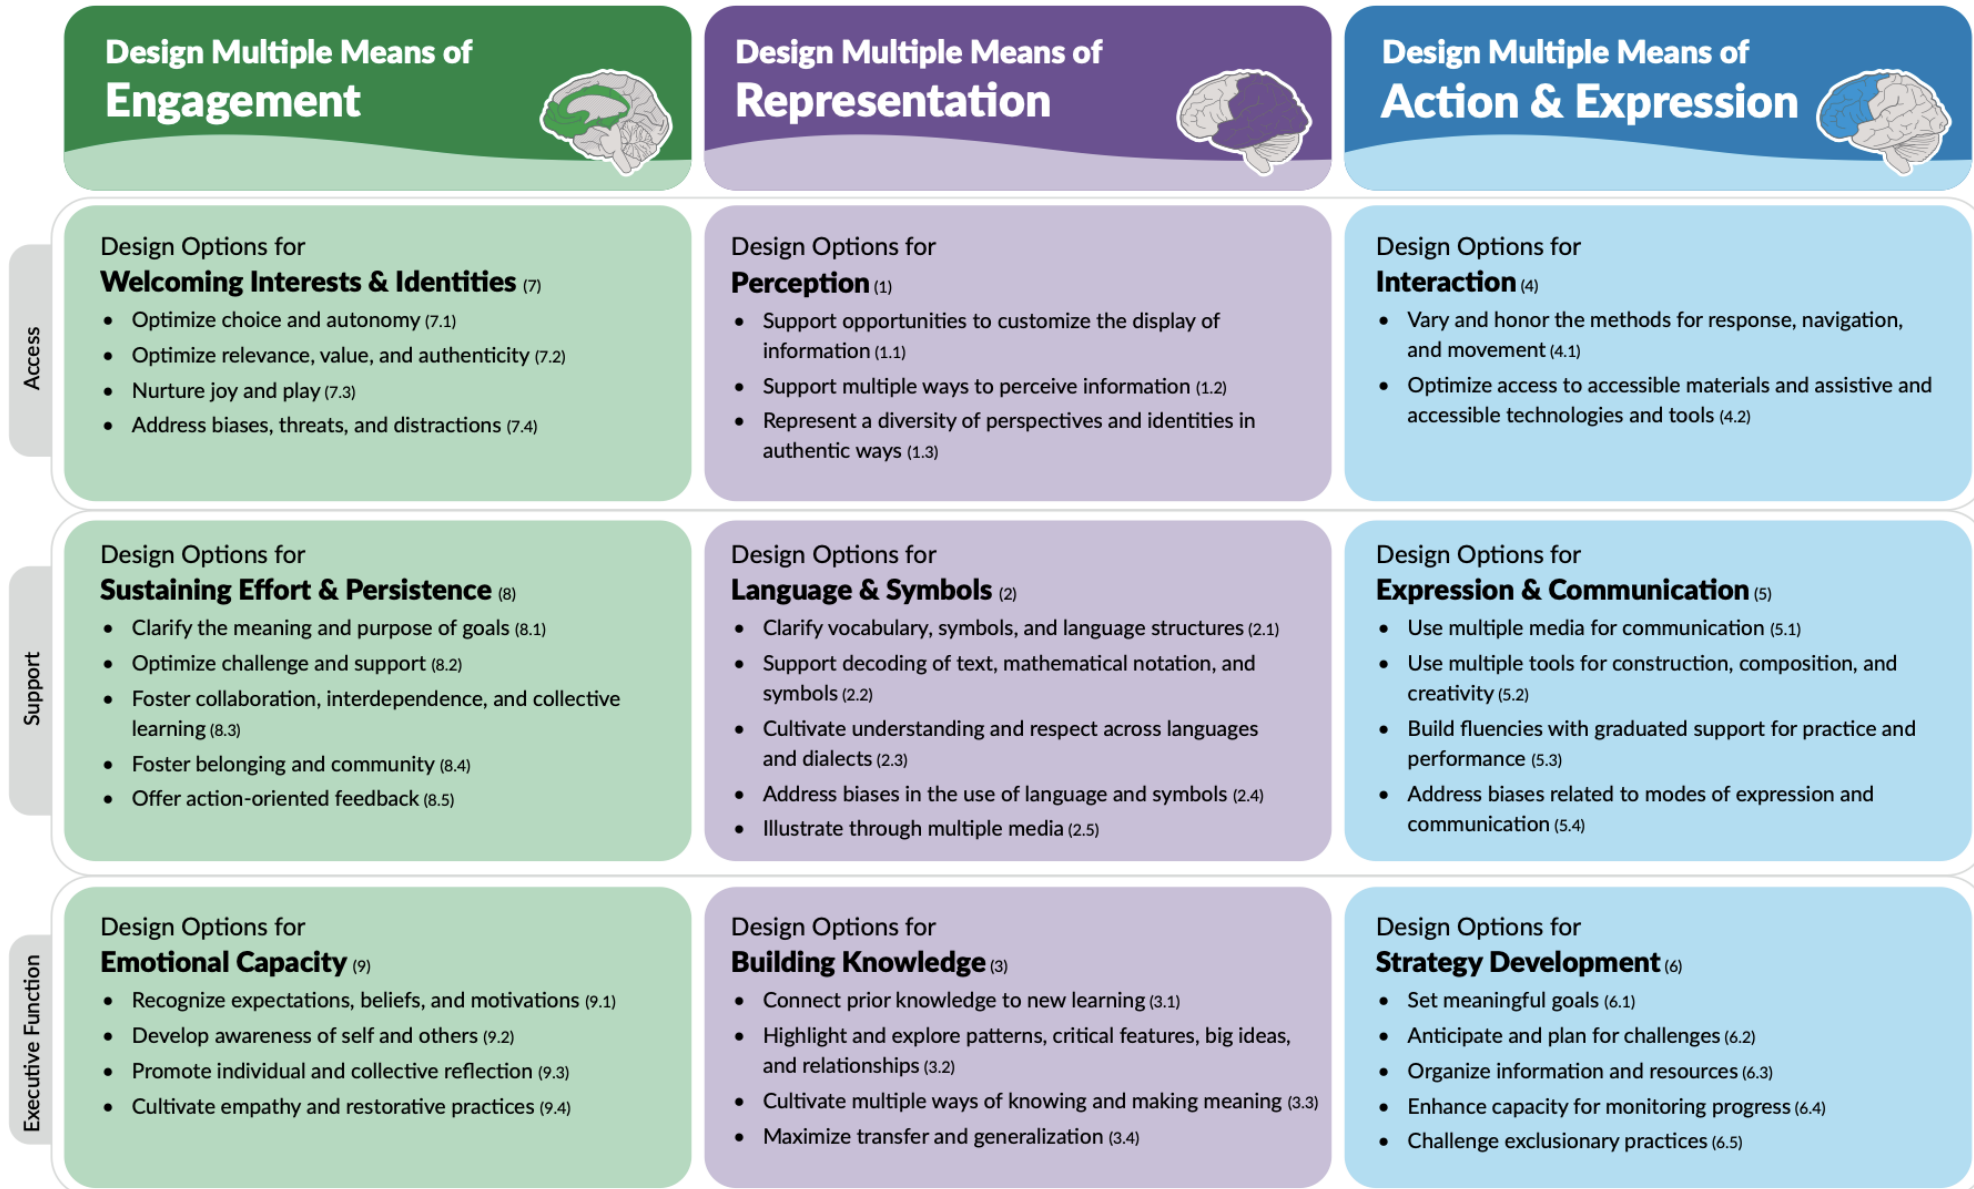 Design Multiple Means of
Engagement
Design Multiple Means of
Representation
Design Multiple Means of
Action & Expression
Access
Design Options for
Welcoming Interests & Identities (7)
• Optimize choice and autonomy (7.1)
• Optimize relevance, value, and authenticity (7.2)
• Nurture joy and play (7.3)
• Address biases, threats, and distractions (7.4)
Design Options for
Perception (1)
• Support opportunities to customize the display of
information (1.1)
• Support multiple ways to perceive information (1.2)
• Represent a diversity of perspectives and identities in
authentic ways (1.3)
Design Options for
Interaction (4)
• Vary and honor the methods for response, navigation,
and movement (4.1)
• Optimize access to accessible materials and assistive and
accessible technologies and tools (4.2)
Support
Design Options for
Sustaining Effort & Persistence (8)
• Clarify the meaning and purpose of goals (8.1)
• Optimize challenge and support (8.2)
• Foster collaboration, interdependence, and collective
learning (8.3)
• Foster belonging and community (8.4)
• Offer action-oriented feedback (8.5)
Design Options for
Language & Symbols (2)
• Clarify vocabulary, symbols, and language structures (2.1)
• Support decoding of text, mathematical notation, and
symbols (2.2)
• Cultivate understanding and respect across languages
and dialects (2.3)
• Address biases in the use of language and symbols (2.4)
• Illustrate through multiple media (2.5)
Design Options for
Expression & Communication (5)
• Use multiple media for communication (5.1)
• Use multiple tools for construction, composition, and
creativity (5.2)
• Build fluencies with graduated support for practice and
performance (5.3)
• Address biases related to modes of expression and
communication (5.4)
Executive Function
Design Options for
Emotional Capacity (9)
• Recognize expectations, beliefs, and motivations (9.1)
• Develop awareness of self and others (9.2)
• Promote individual and collective reflection (9.3)
• Cultivate empathy and restorative practices (9.4)
Design Options for
Building Knowledge (3)
• Connect prior knowledge to new learning (3.1)
• Highlight and explore patterns, critical features, big ideas,
and relationships (3.2)
• Cultivate multiple ways of knowing and making meaning (3.3)
• Maximize transfer and generalization (3.4)
Design Options for
Strategy Development (6)
• Set meaningful goals (6.1)
• Anticipate and plan for challenges (6.2)
• Organize information and resources (6.3)
• Enhance capacity for monitoring progress (6.4)
• Challenge exclusionary practices (6.5)